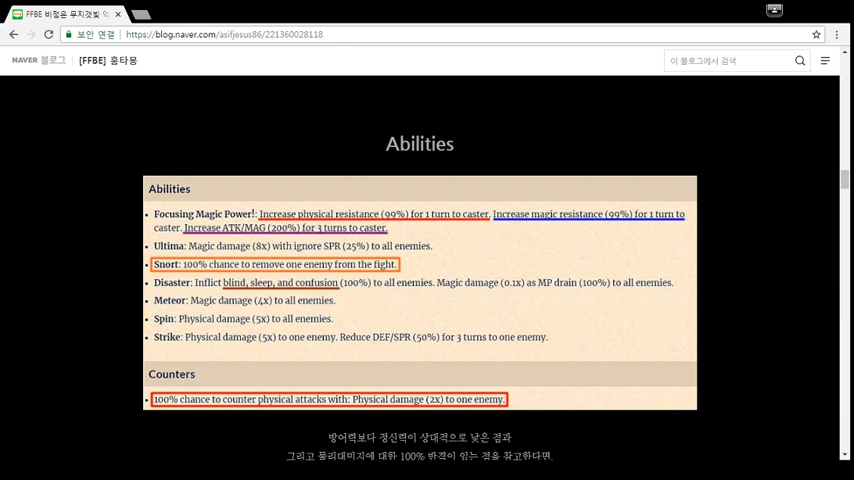 FFBE 비정은 무지갯빛
보안 연결 | https://blog.naver.com/asifjesus86/221360028118
NAVER 블로그 | [FFBE] 홍타몽
이 블로그에서 검색
Abilities
Abilities
Focusing Magic Power!: Increase physical resistance (99%) for 1 turn to caster. Increase magic resistance (99%) for 1 turn to
caster. Increase ATK/MAG (200%) for 3 turns to caster.
Ultima: Magic damage (8x) with ignore SPR (25%) to all enemies.
Snort: 100% chance to remove one enemy from the fight.
Disaster: Inflict blind, sleep, and confusion (100%) to all enemies. Magic damage (0.1x) as MP drain (100%) to all enemies.
Meteor: Magic damage (4x) to all enemies.
Spin: Physical damage (5x) to all enemies.
Strike: Physical damage (5x) to one enemy. Reduce DEF/SPR (50%) for 3 turns to one enemy.
Counters
100% chance to counter physical attacks with: Physical damage (2x) to one enemy.
방어력보다 정신력이 상대적으로 낮은 점과
그리고 물리대미지에 대한 100% 반격이 있는 것을 참고한다면,